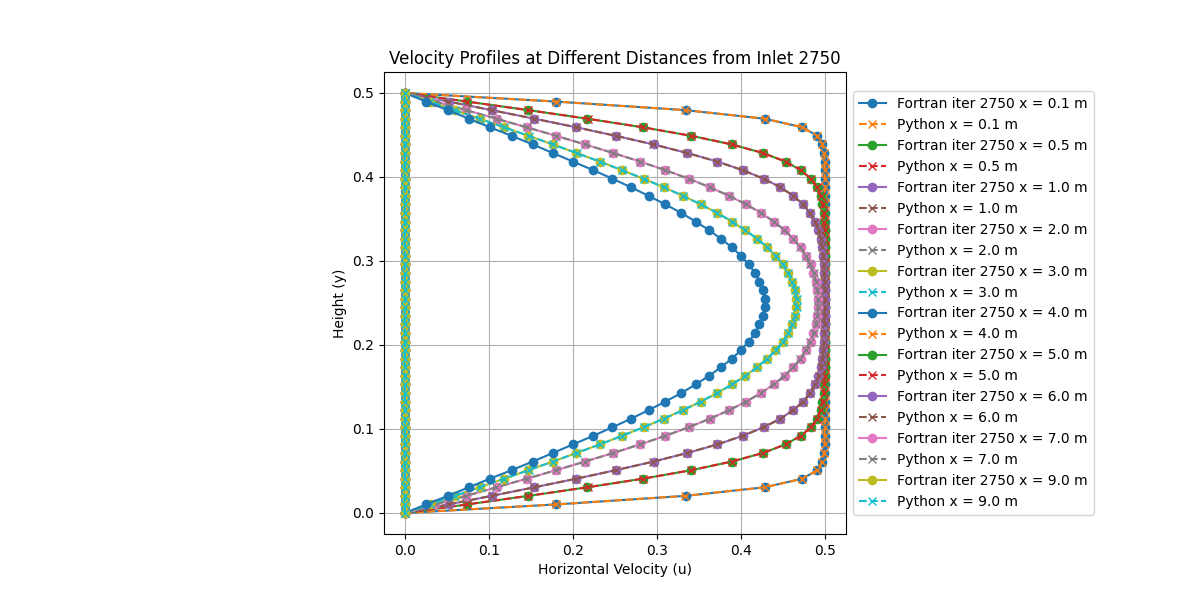 Velocity Profiles at Different Distances from Inlet 2750
Height (y)
0.5
0.4
0.3
0.2
0.1
0.0
0.0 0.1 0.2 0.3 0.4 0.5
Horizontal Velocity (u)
Fortran iter 2750 x = 0.1 m
Python x = 0.1 m
Fortran iter 2750 x = 0.5 m
Python x = 0.5 m
Fortran iter 2750 x = 1.0 m
Python x = 1.0 m
Fortran iter 2750 x = 2.0 m
Python x = 2.0 m
Fortran iter 2750 x = 3.0 m
Python x = 3.0 m
Fortran iter 2750 x = 4.0 m
Python x = 4.0 m
Fortran iter 2750 x = 5.0 m
Python x = 5.0 m
Fortran iter 2750 x = 6.0 m
Python x = 6.0 m
Fortran iter 2750 x = 7.0 m
Python x = 7.0 m
Fortran iter 2750 x = 9.0 m
Python x = 9.0 m